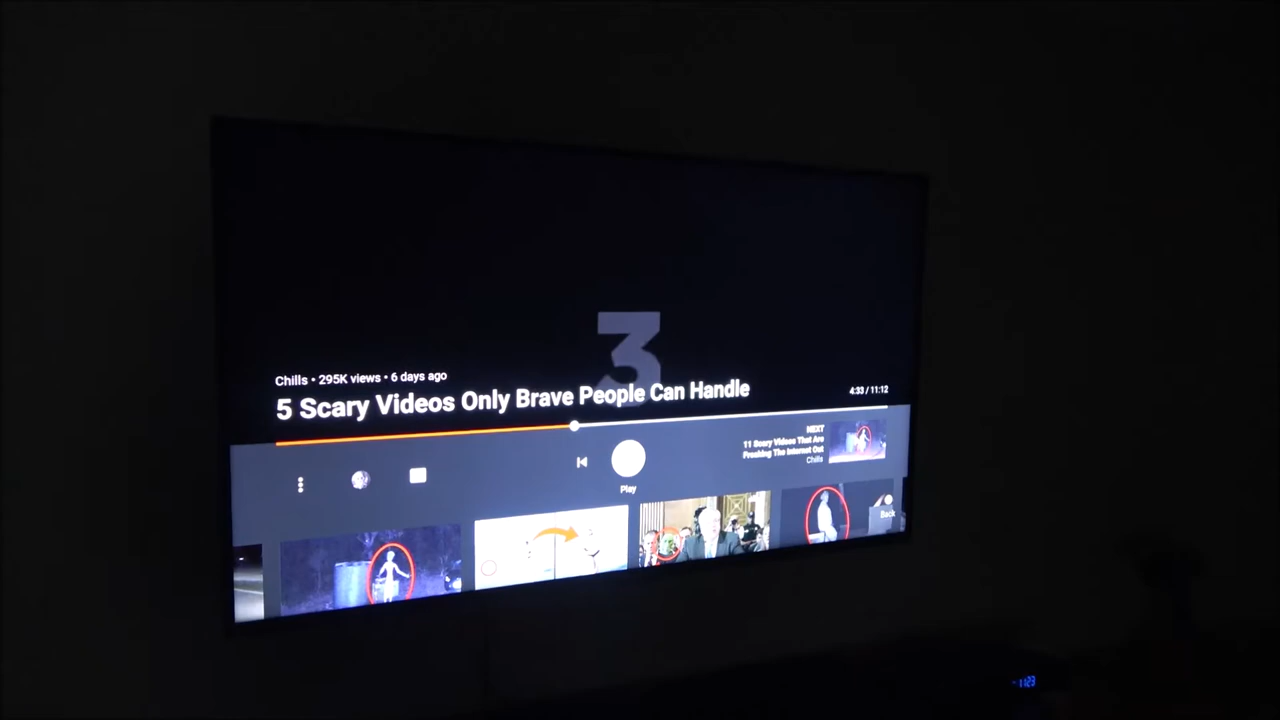 3
Chills • 295K views • 6 days ago
5 Scary Videos Only Brave People Can Handle
4:33 / 11:12
NEXT
11 Scary Videos That Are
Freaking The Internet Out
Chills
Play
Back
1123